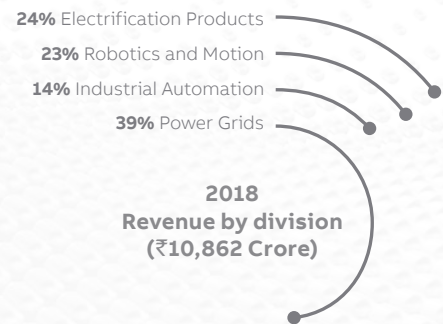 24% Electrification Products
23% Robotics and Motion
14% Industrial Automation
39% Power Grids
2018
Revenue by division
(₹10,862 Crore)